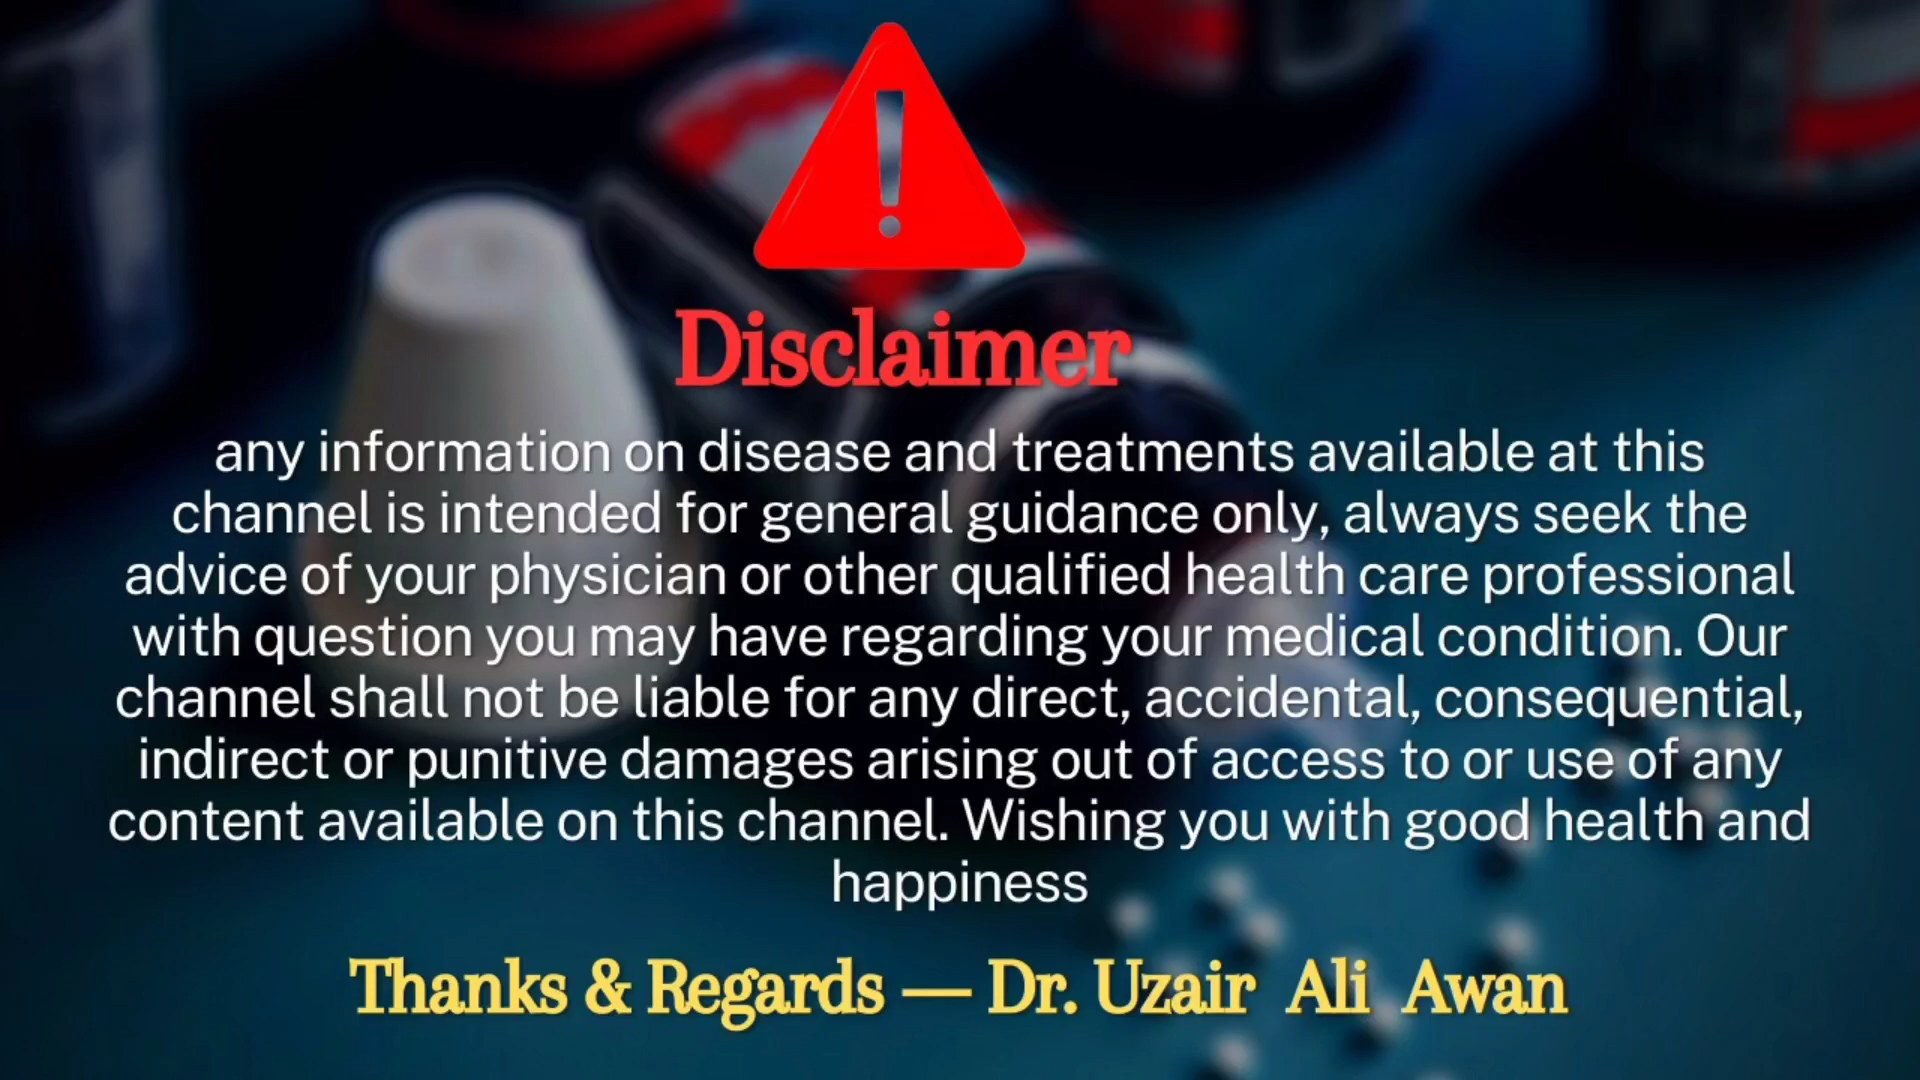 Disclaimer
any information on disease and treatments available at this
channel is intended for general guidance only, always seek the
advice of your physician or other qualified health care professional
with question you may have regarding your medical condition. Our
channel shall not be liable for any direct, accidental, consequential,
indirect or punitive damages arising out of access to or use of any
content available on this channel. Wishing you with good health and
happiness
Thanks & Regards — Dr. Uzair Ali Awan